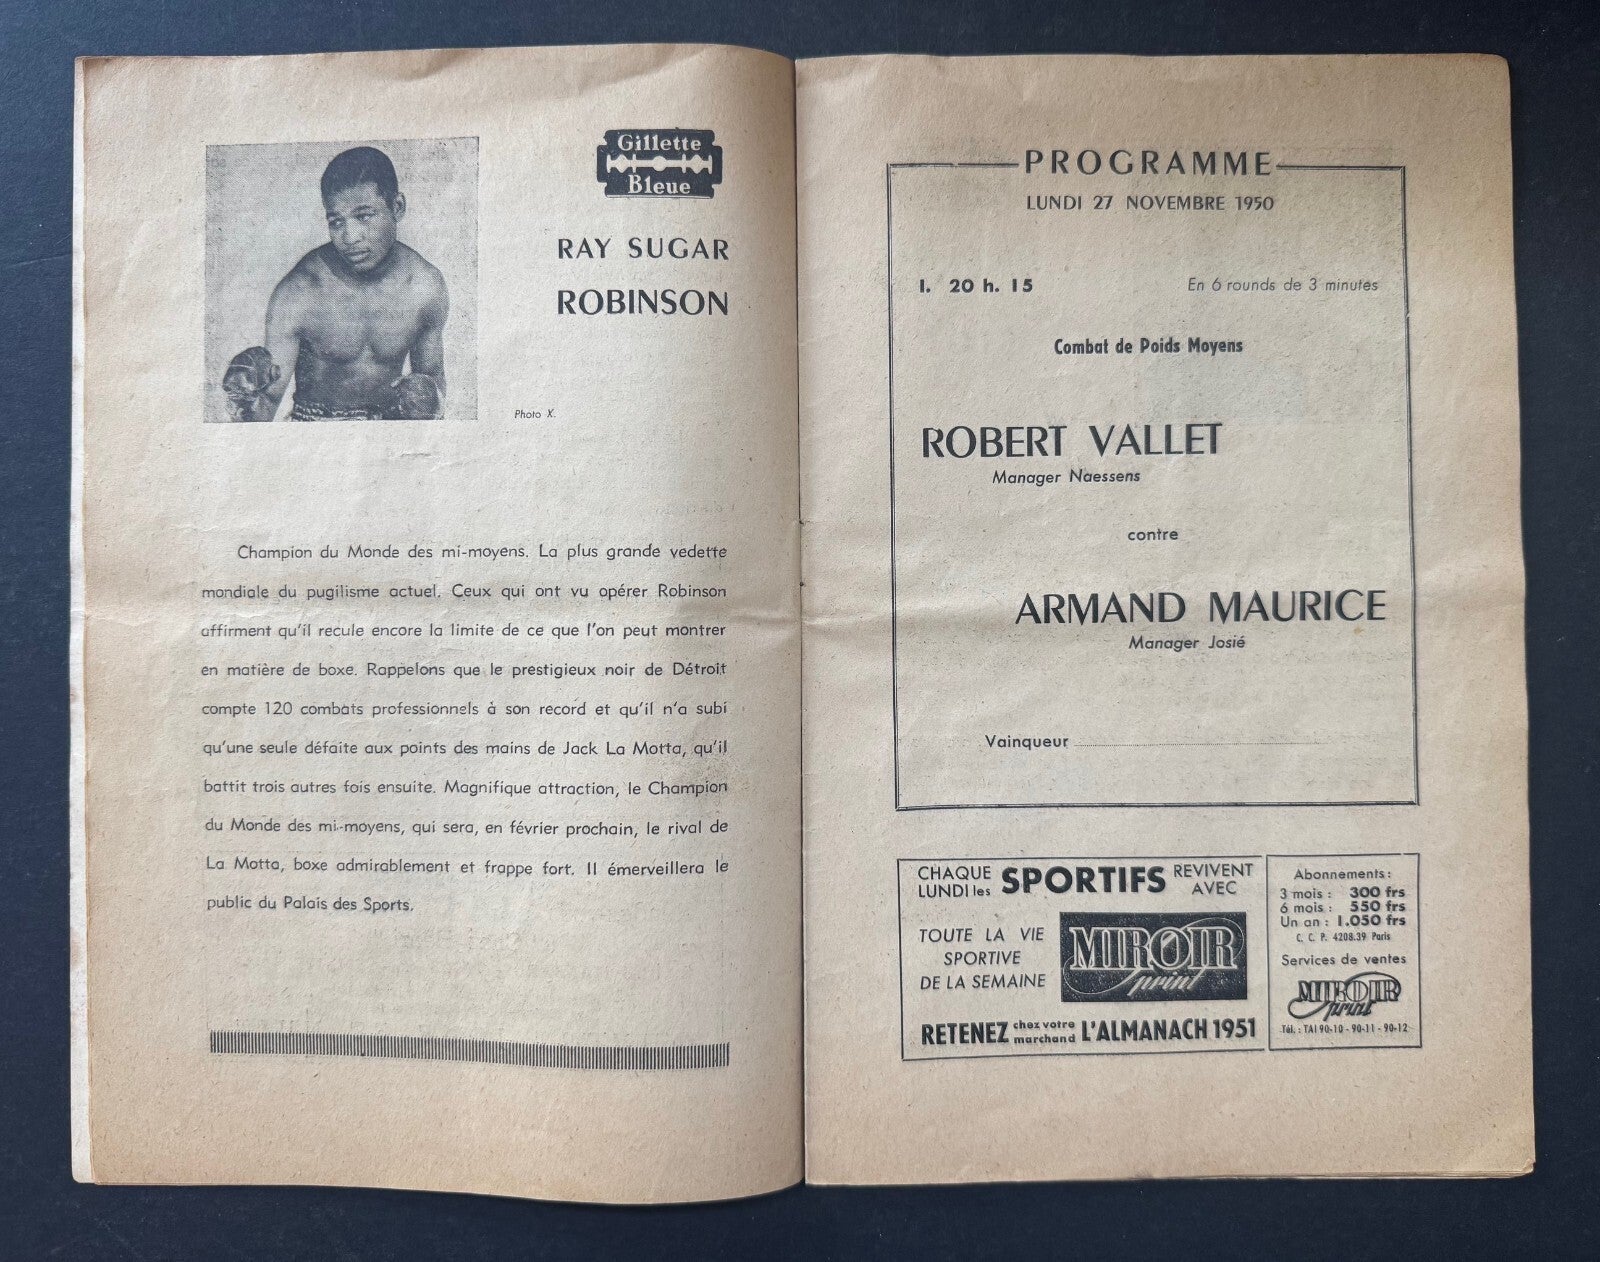 Gillette
Bleue
RAY SUGAR
ROBINSON
Photo X.
Champion du Monde des mi-moyens. La plus grande vedette
mondiale du pugilisme actuel. Ceux qui ont vu opérer Robinson
affirment qu'il recule encore la limite de ce que l'on peut montrer
en matière de boxe. Rappelons que le prestigieux noir de Détroit
compte 120 combats professionnels à son record et qu'il n'a subi
qu'une seule défaite aux points des mains de Jack La Motta, qu'il
battit trois autres fois ensuite. Magnifique attraction, le Champion
du Monde des mi-moyens, qui sera, en février prochain, le rival de
La Motta, boxe admirablement et frappe fort. Il émerveillera le
public du Palais des Sports.
PROGRAMME
LUNDI 27 NOVEMBRE 1950
I. 20 h. 15 En 6 rounds de 3 minutes
Combat de Poids Moyens
ROBERT VALLET
Manager Naessens
contre
ARMAND MAURICE
Manager Josié
Vainqueur
CHAQUE LUNDI les SPORTIFS REVIVENT AVEC
TOUTE LA VIE
SPORTIVE
DE LA SEMAINE
MIROIR
sprint
RETENEZ chez votre marchand L'ALMANACH 1951
Abonnements :
3 mois : 300 frs
6 mois : 550 frs
Un an : 1.050 frs
C. C. P. 4208.39 Paris
Services de ventes
MIROIR
sprint
Tél. : TAI 90-10 - 90-11 - 90-12